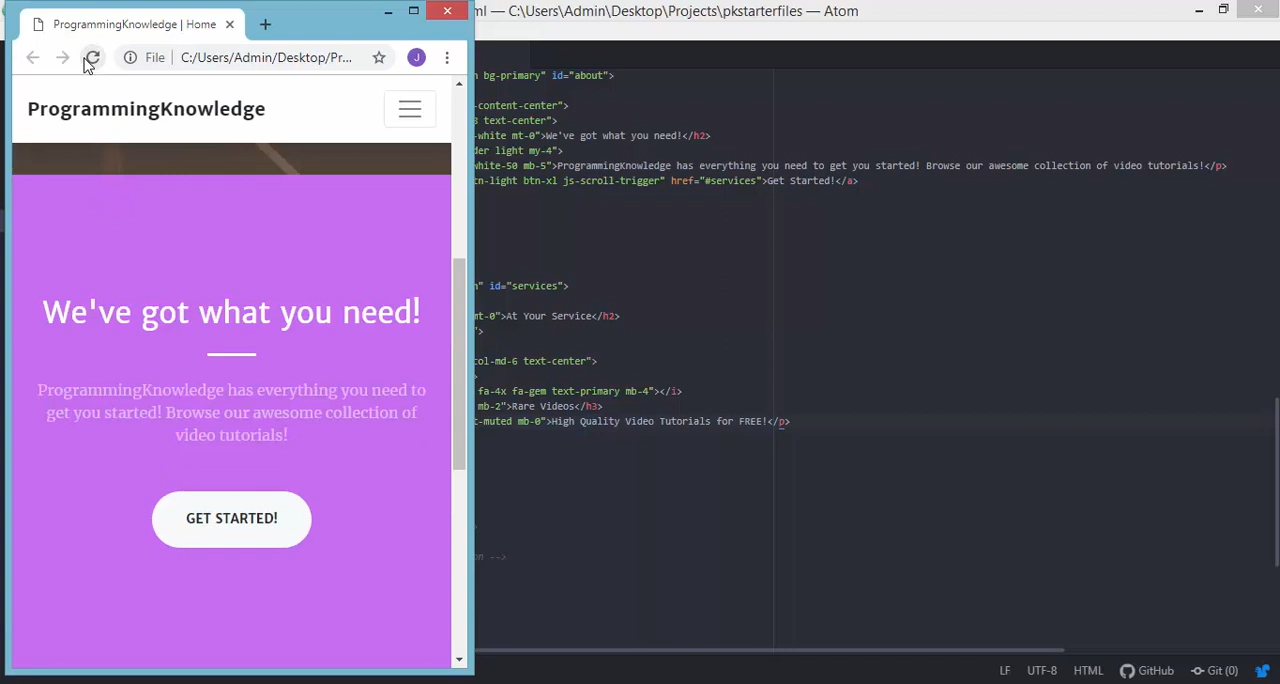 ProgrammingKnowledge | Home
ml — C:\Users\Admin\Desktop\Projects\pkstarterfiles — Atom
File
C:/Users/Admin/Desktop/Pr...
J
ProgrammingKnowledge
We've got what you need!
ProgrammingKnowledge has everything you need to
get you started! Browse our awesome collection of
video tutorials!
GET STARTED!
n bg-primary" id="about">
-content-center">
8 text-center">
-white mt-0">We've got what you need!</h2>
der light my-4">
white-50 mb-5">ProgrammingKnowledge has everything you need to get you started! Browse our awesome collection of video tutorials!</p>
tn-light btn-xl js-scroll-trigger" href="#services">Get Started!</a>
n" id="services">
mt-0">At Your Service</h2>
">
col-md-6 text-center">
>
fa-4x fa-gem text-primary mb-4"></i>
mb-2">Rare Videos</h3>
t-muted mb-0">High Quality Video Tutorials for FREE!</p>
on -->
LF
UTF-8
HTML
GitHub
Git (0)